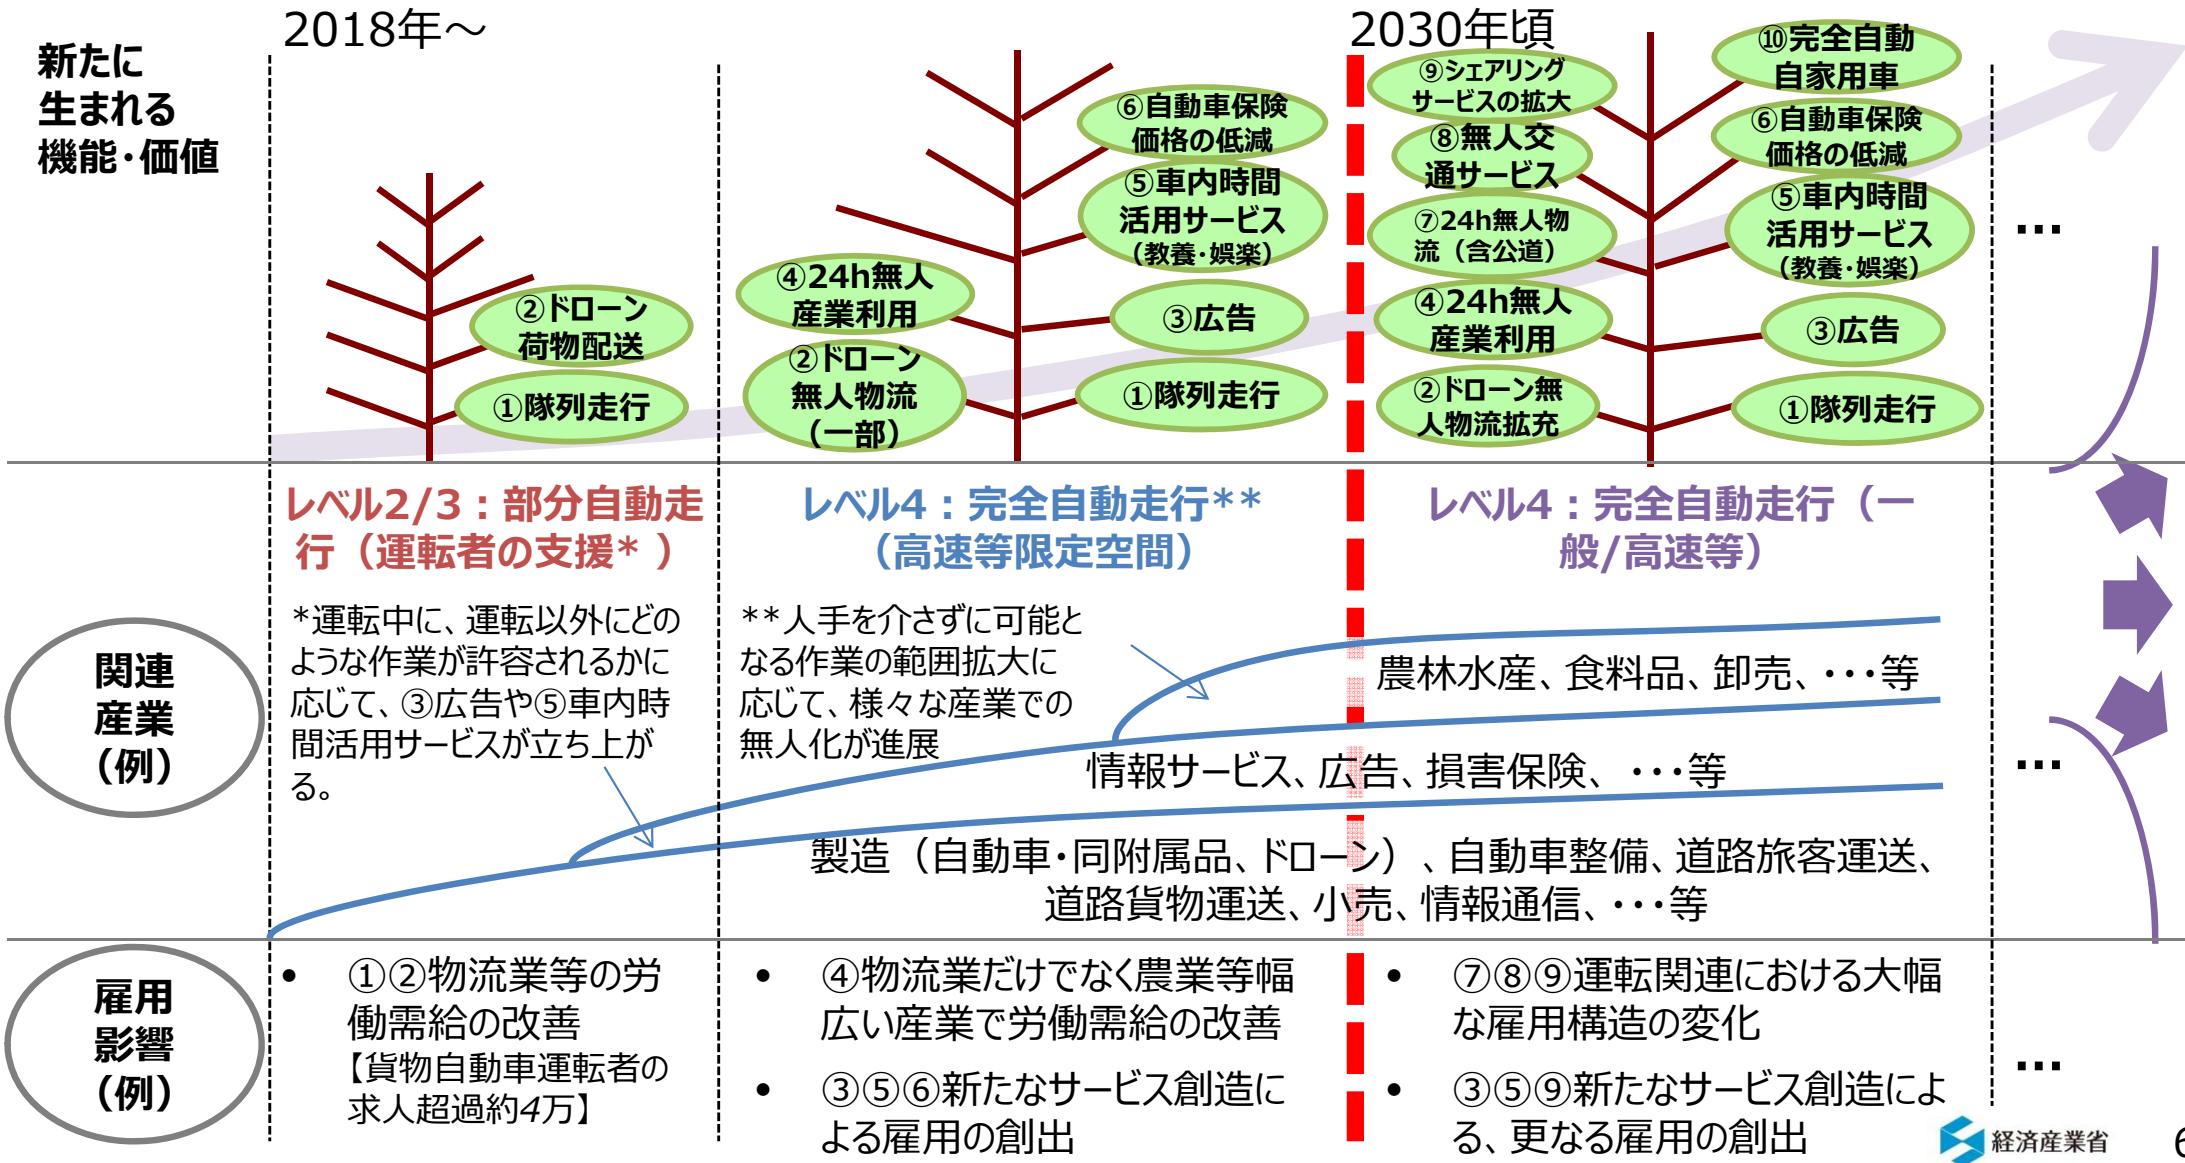 2018年～
2030年頃
新たに
生まれる
機能・価値
②ドローン
荷物配送
①隊列走行
⑥自動車保険
価格の低減
⑤車内時間
活用サービス
（教養・娯楽）
④24h無人
産業利用
③広告
②ドローン
無人物流
（一部）
①隊列走行
⑩完全自動
自家用車
⑨シェアリング
サービスの拡大
⑥自動車保険
価格の低減
⑧無人交
通サービス
⑤車内時間
活用サービス
（教養・娯楽）
⑦24h無人物
流（含公道）
④24h無人
産業利用
③広告
②ドローン無
人物流拡充
①隊列走行
…
レベル2/3：部分自動走
行（運転者の支援*）
レベル4：完全自動走行**
（高速等限定空間）
レベル4：完全自動走行（一
般/高速等）
関連
産業
（例）
*運転中に、運転以外にどの
ような作業が許容されるかに
応じて、③広告や⑤車内時
間活用サービスが立ち上が
る。
**人手を介さずに可能と
なる作業の範囲拡大に
応じて、様々な産業での
無人化が進展
農林水産、食料品、卸売、・・・等
情報サービス、広告、損害保険、・・・等
製造（自動車・同附属品、ドローン）、自動車整備、道路旅客運送、
道路貨物運送、小売、情報通信、・・・等
…
雇用
影響
（例）
• ①②物流業等の労
働需給の改善
【貨物自動車運転者の
求人超過約4万】
• ④物流業だけでなく農業等幅
広い産業で労働需給の改善
• ③⑤⑥新たなサービス創造に
よる雇用の創出
• ⑦⑧⑨運転関連における大幅
な雇用構造の変化
• ③⑤⑨新たなサービス創造によ
る、更なる雇用の創出
…
経済産業省
6